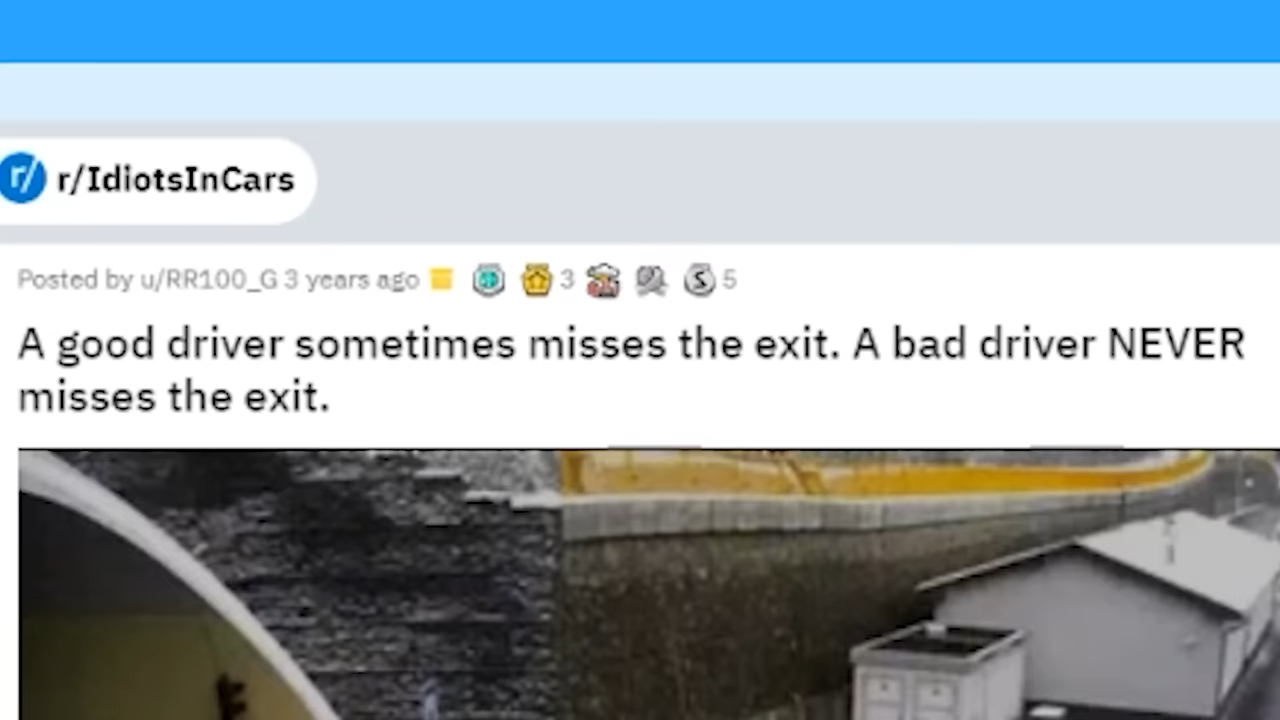 r/ r/IdiotsInCars
Posted by u/RR100_G 3 years ago 3 5
A good driver sometimes misses the exit. A bad driver NEVER
misses the exit.